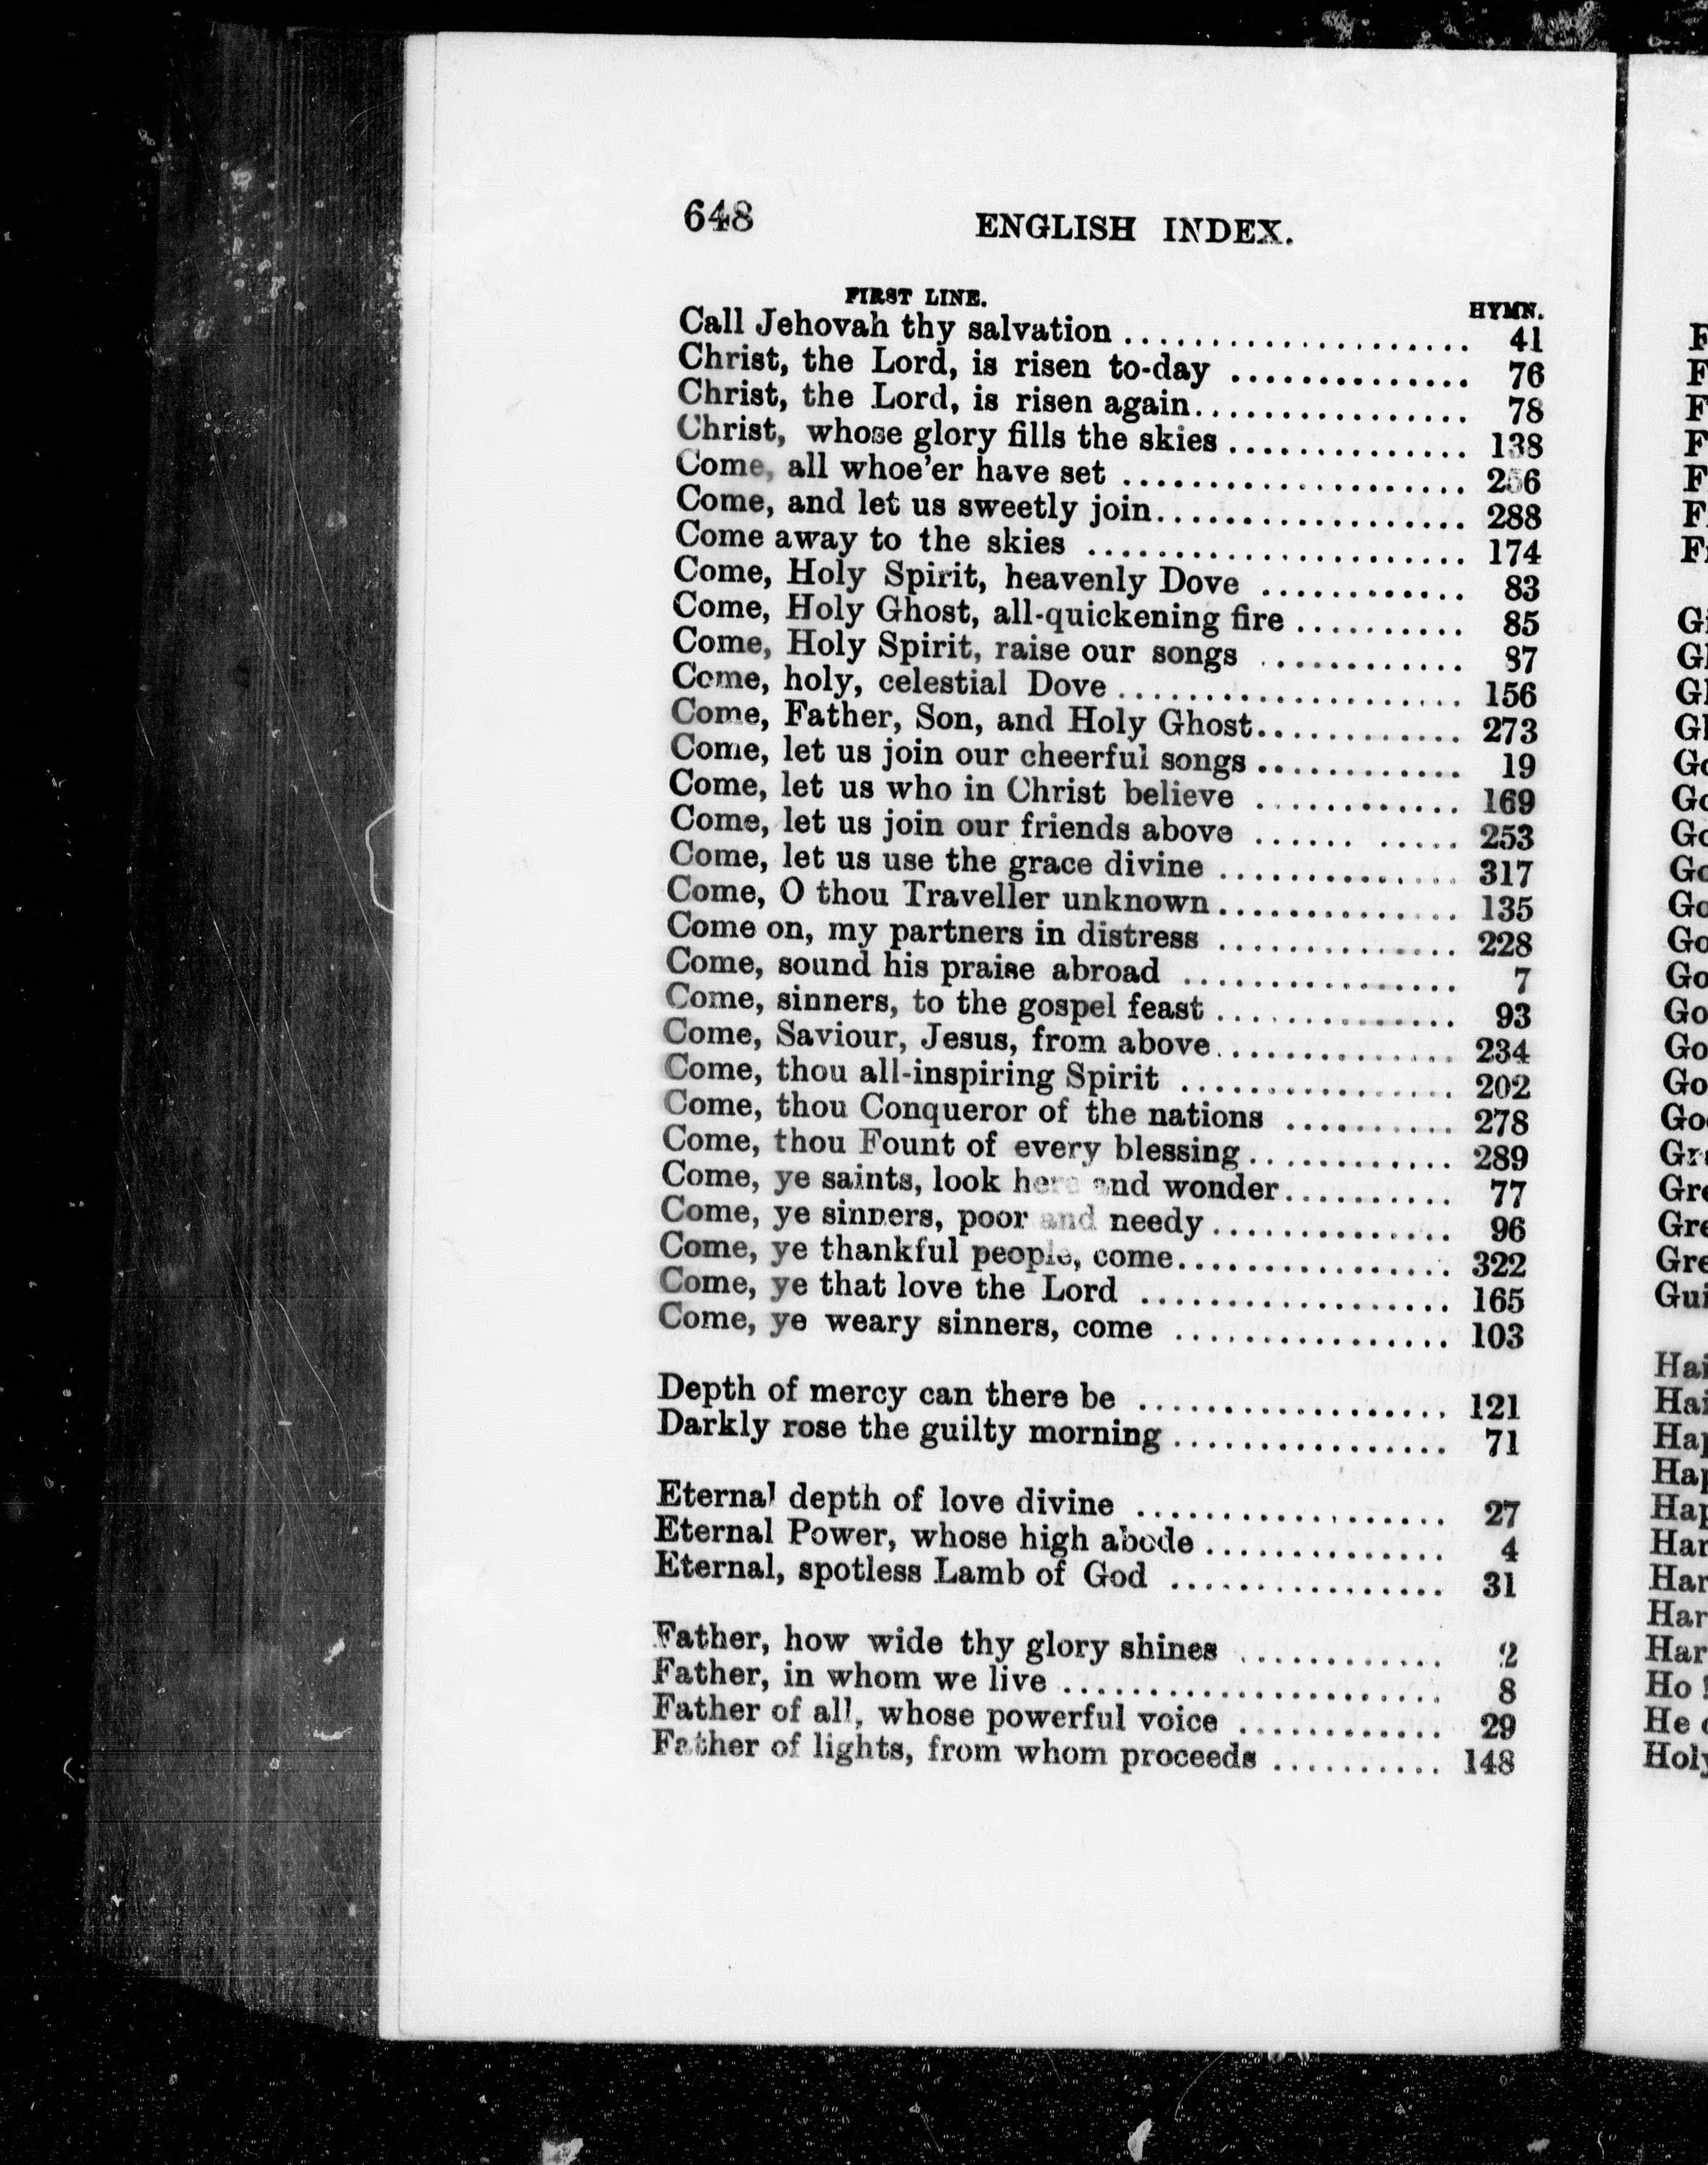 648 ENGLISH INDEX.
FIRST LINE. HYMN.
Call Jehovah thy salvation .................... 41
Christ, the Lord, is risen to-day .............. 76
Christ, the Lord, is risen again................ 78
Christ, whose glory fills the skies .............. 138
Come, all whoe'er have set ....................
Come, and let us sweetly join.................. 288
Come away to the skies ...................... 174
Come, Holy Spirit, heavenly Dove ............ 83
Come, Holy Ghost, all-quickening fire .......... 85
Come, Holy Spirit, raise our songs ............ 87
Come, holy, celestial Dove .................... 156
Come, Father, Son, and Holy Ghost............ 273
Come, let us join our cheerful songs ............ 19
Come, let us who in Christ believe ............ 169
Come, let us join our friends above ...... ..... 253
Come, let us use the grace divine .............. 317
Come, O thou Traveller unknown.............. 135
Come on, my partners in distress .............. 228
Come, sound his praise abroad ................ 7
Come, sinners, to the gospel feast .............. 93
Come, Saviour, Jesus, from above.............. 234
Come, thou all-inspiring Spirit ................ 202
Come, thou Conqueror of the nations .......... 278
Come, thou Fount of every blessing............ 289
Come, ye saints, look here and wonder.......... 77
Come, ye sinners, poor and needy .............. 96
Come, ye thankful people, come................ 322
Come, ye that love the Lord .................. 165
Come, ye weary sinners, come ................ 103
Depth of mercy can there be .................. 121
Darkly rose the guilty morning ................ 71
Eternal depth of love divine .................. 27
Eternal Power, whose high abode .............. 4
Eternal, spotless Lamb of God ................ 31
Father, how wide thy glory shines ............ 2
Father, in whom we live ...................... 8
Father of all, whose powerful voice ............ 29
Father of lights, from whom proceeds .......... 148